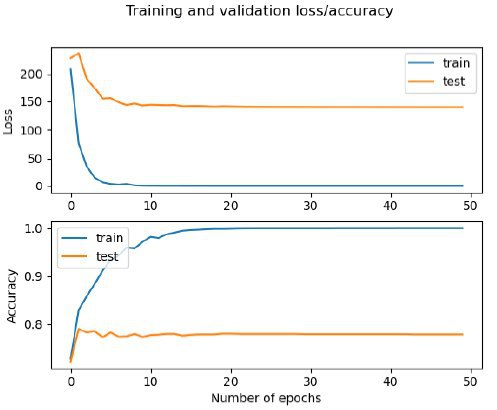 Training and validation loss/accuracy
200
150
100
50
0
Loss
train
test
0 10 20 30 40 50
1.0
0.9
0.8
Accuracy
train
test
0 10 20 30 40 50
Number of epochs